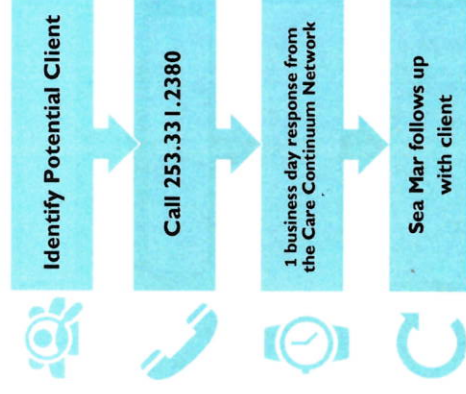 Identify Potential Client
Call 253.331.2380
1 business day response from
the Care Continuum Network
Sea Mar follows up
with client